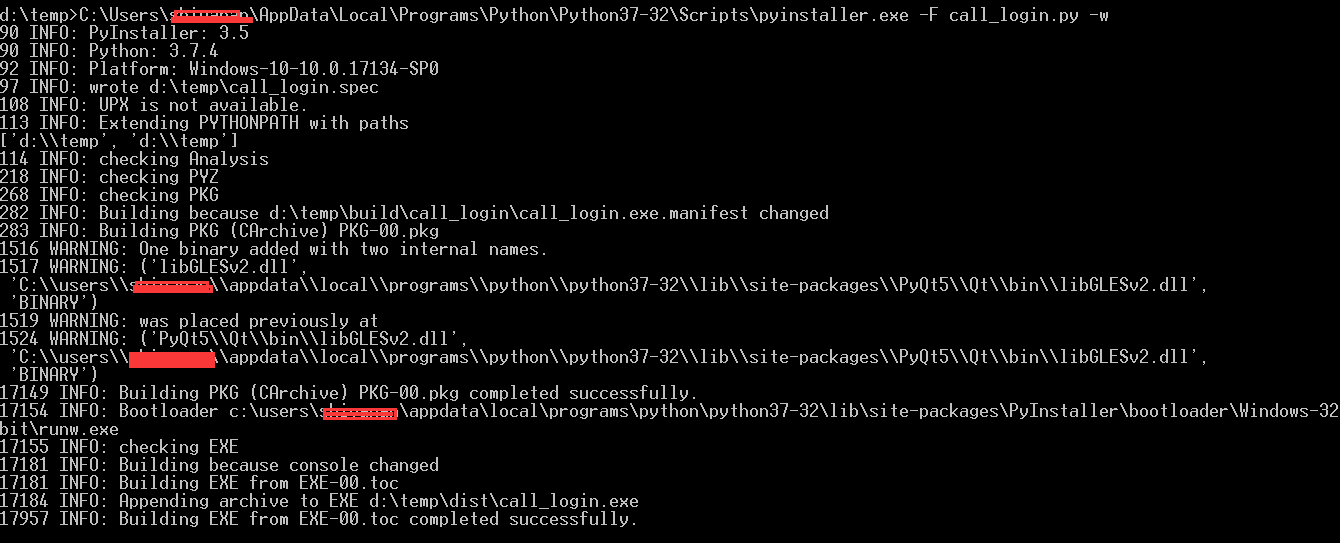 d:\temp>C:\Users\\AppData\Local\Programs\Python\Python37-32\Scripts\pyinstaller.exe -F call_login.py -w
90 INFO: PyInstaller: 3.5
90 INFO: Python: 3.7.4
92 INFO: Platform: Windows-10-10.0.17134-SP0
97 INFO: wrote d:\temp\call_login.spec
108 INFO: UPX is not available.
113 INFO: Extending PYTHONPATH with paths
['d:\\temp', 'd:\\temp']
114 INFO: checking Analysis
218 INFO: checking PYZ
268 INFO: checking PKG
282 INFO: Building because d:\temp\build\call_login\call_login.exe.manifest changed
283 INFO: Building PKG (CArchive) PKG-00.pkg
1516 WARNING: One binary added with two internal names.
1517 WARNING: ('libGLESv2.dll',
'C:\\users\\\\appdata\\local\\programs\\python\\python37-32\\lib\\site-packages\\PyQt5\\Qt\\bin\\libGLESv2.dll',
'BINARY')
1519 WARNING: was placed previously at
1524 WARNING: ('PyQt5\\Qt\\bin\\libGLESv2.dll',
'C:\\users\\\\appdata\\local\\programs\\python\\python37-32\\lib\\site-packages\\PyQt5\\Qt\\bin\\libGLESv2.dll',
'BINARY')
17149 INFO: Building PKG (CArchive) PKG-00.pkg completed successfully.
17154 INFO: Bootloader c:\users\\appdata\local\programs\python\python37-32\lib\site-packages\PyInstaller\bootloader\Windows-32
bit\runw.exe
17155 INFO: checking EXE
17181 INFO: Building because console changed
17181 INFO: Building EXE from EXE-00.toc
17184 INFO: Appending archive to EXE d:\temp\dist\call_login.exe
17957 INFO: Building EXE from EXE-00.toc completed successfully.